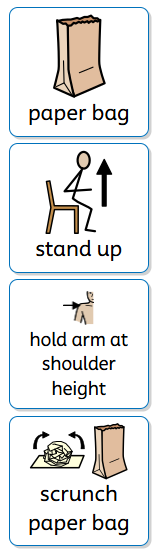 paper bag
stand up
hold arm at
shoulder
height
scrunch
paper bag